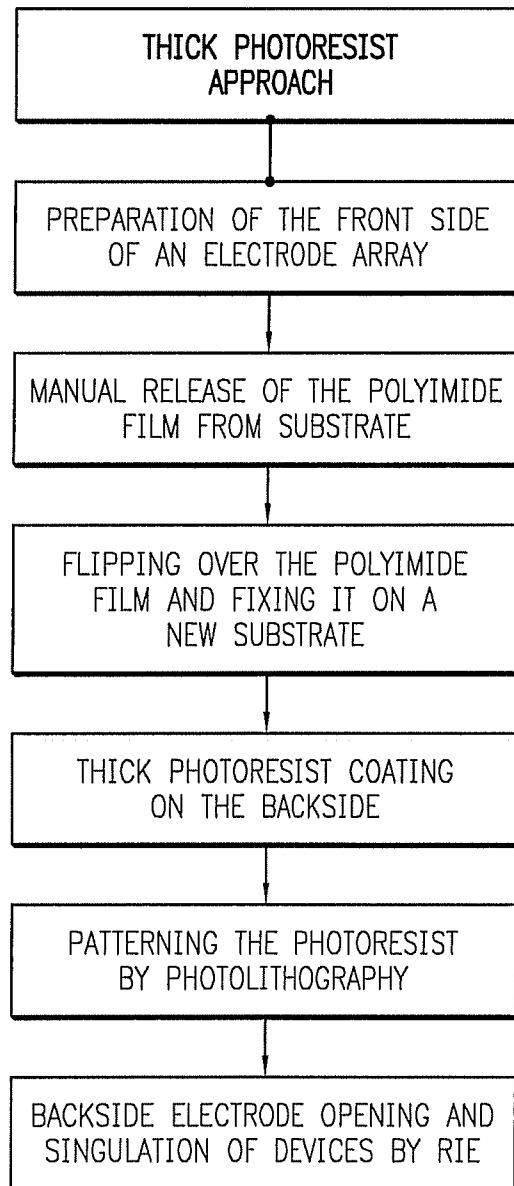 THICK PHOTORESIST
APPROACH
PREPARATION OF THE FRONT SIDE
OF AN ELECTRODE ARRAY
MANUAL RELEASE OF THE POLYIMIDE
FILM FROM SUBSTRATE
FLIPPING OVER THE POLYIMIDE
FILM AND FIXING IT ON A
NEW SUBSTRATE
THICK PHOTORESIST COATING
ON THE BACKSIDE
PATTERNING THE PHOTORESIST
BY PHOTOLITHOGRAPHY
BACKSIDE ELECTRODE OPENING AND
SINGULATION OF DEVICES BY RIE